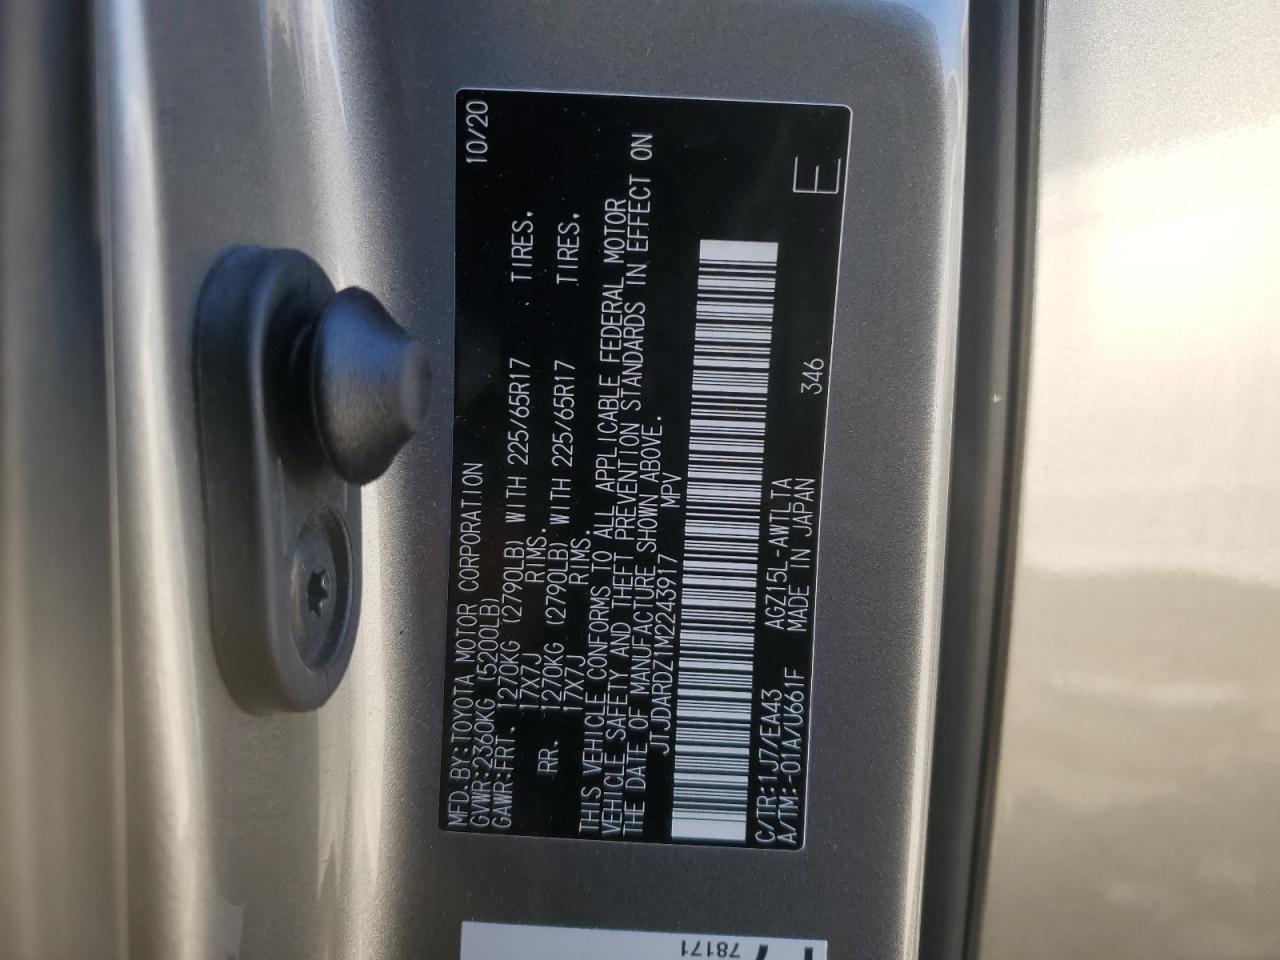 MFD.BY:TOYOTA MOTOR CORPORATION 10/20
GVWR:2360KG (5200LB)
GAWR:FRT. 1270KG (2790LB) WITH 225/65R17 TIRES.
17X7J RIMS.
RR. 1270KG (2790LB) WITH 225/65R17 TIRES.
17X7J RIMS.
THIS VEHICLE CONFORMS TO ALL APPLICABLE FEDERAL MOTOR
VEHICLE SAFETY AND THEFT PREVENTION STANDARDS IN EFFECT ON
THE DATE OF MANUFACTURE SHOWN ABOVE.
JTJDARDZ1M2243917 MPV
C/TR:1J7/EA43 AGZ15L-AWTLTA
A/TM:-01A/U661F MADE IN JAPAN 346 E
78171